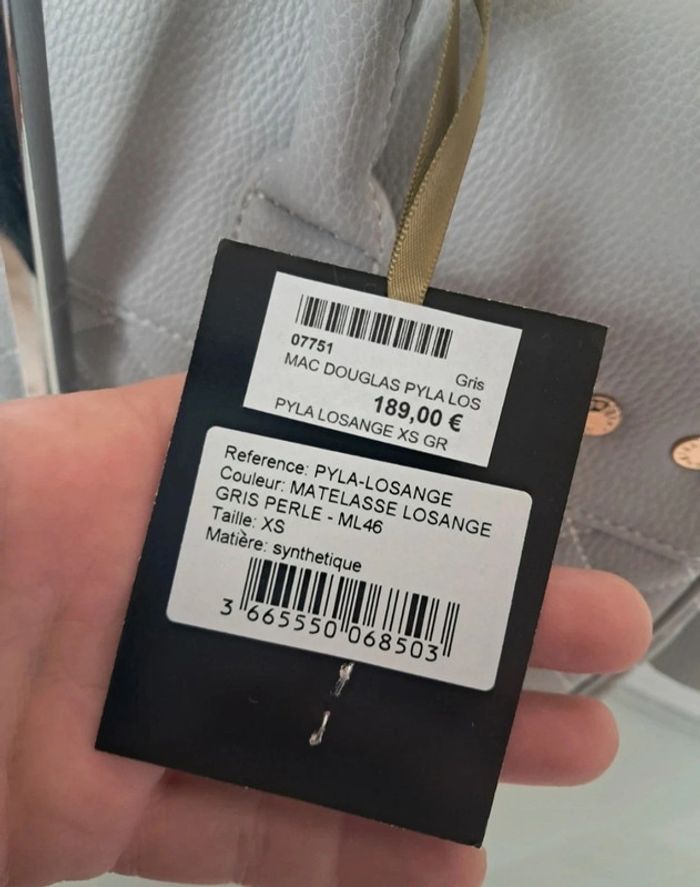 07751
Gris
MAC DOUGLAS PYLA LOS
189,00 €
PYLA LOSANGE XS GR
Reference: PYLA-LOSANGE
Couleur: MATELASSE LOSANGE
GRIS PERLE - ML46
Taille: XS
Matière: synthetique
3 665550 068503